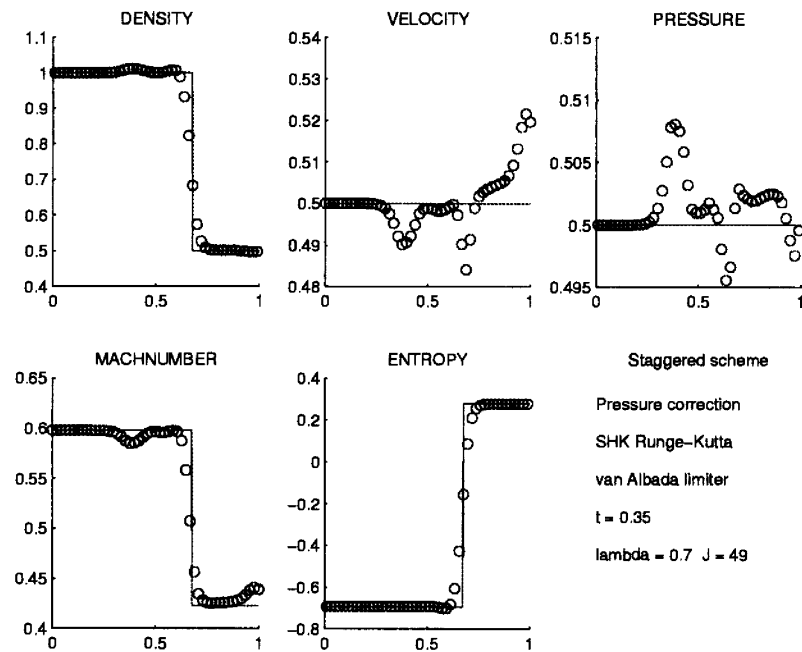 DENSITY
1.1
1
0.9
0.8
0.7
0.6
0.5
0.4
0 0.5 1
VELOCITY
0.54
0.53
0.52
0.51
0.5
0.49
0.48
0 0.5 1
PRESSURE
0.515
0.51
0.505
0.5
0.495
0 0.5 1
MACHNUMBER
0.65
0.6
0.55
0.5
0.45
0.4
0 0.5 1
ENTROPY
0.4
0.2
0
−0.2
−0.4
−0.6
−0.8
0 0.5 1
Staggered scheme
Pressure correction
SHK Runge−Kutta
van Albada limiter
t = 0.35
lambda = 0.7 J = 49